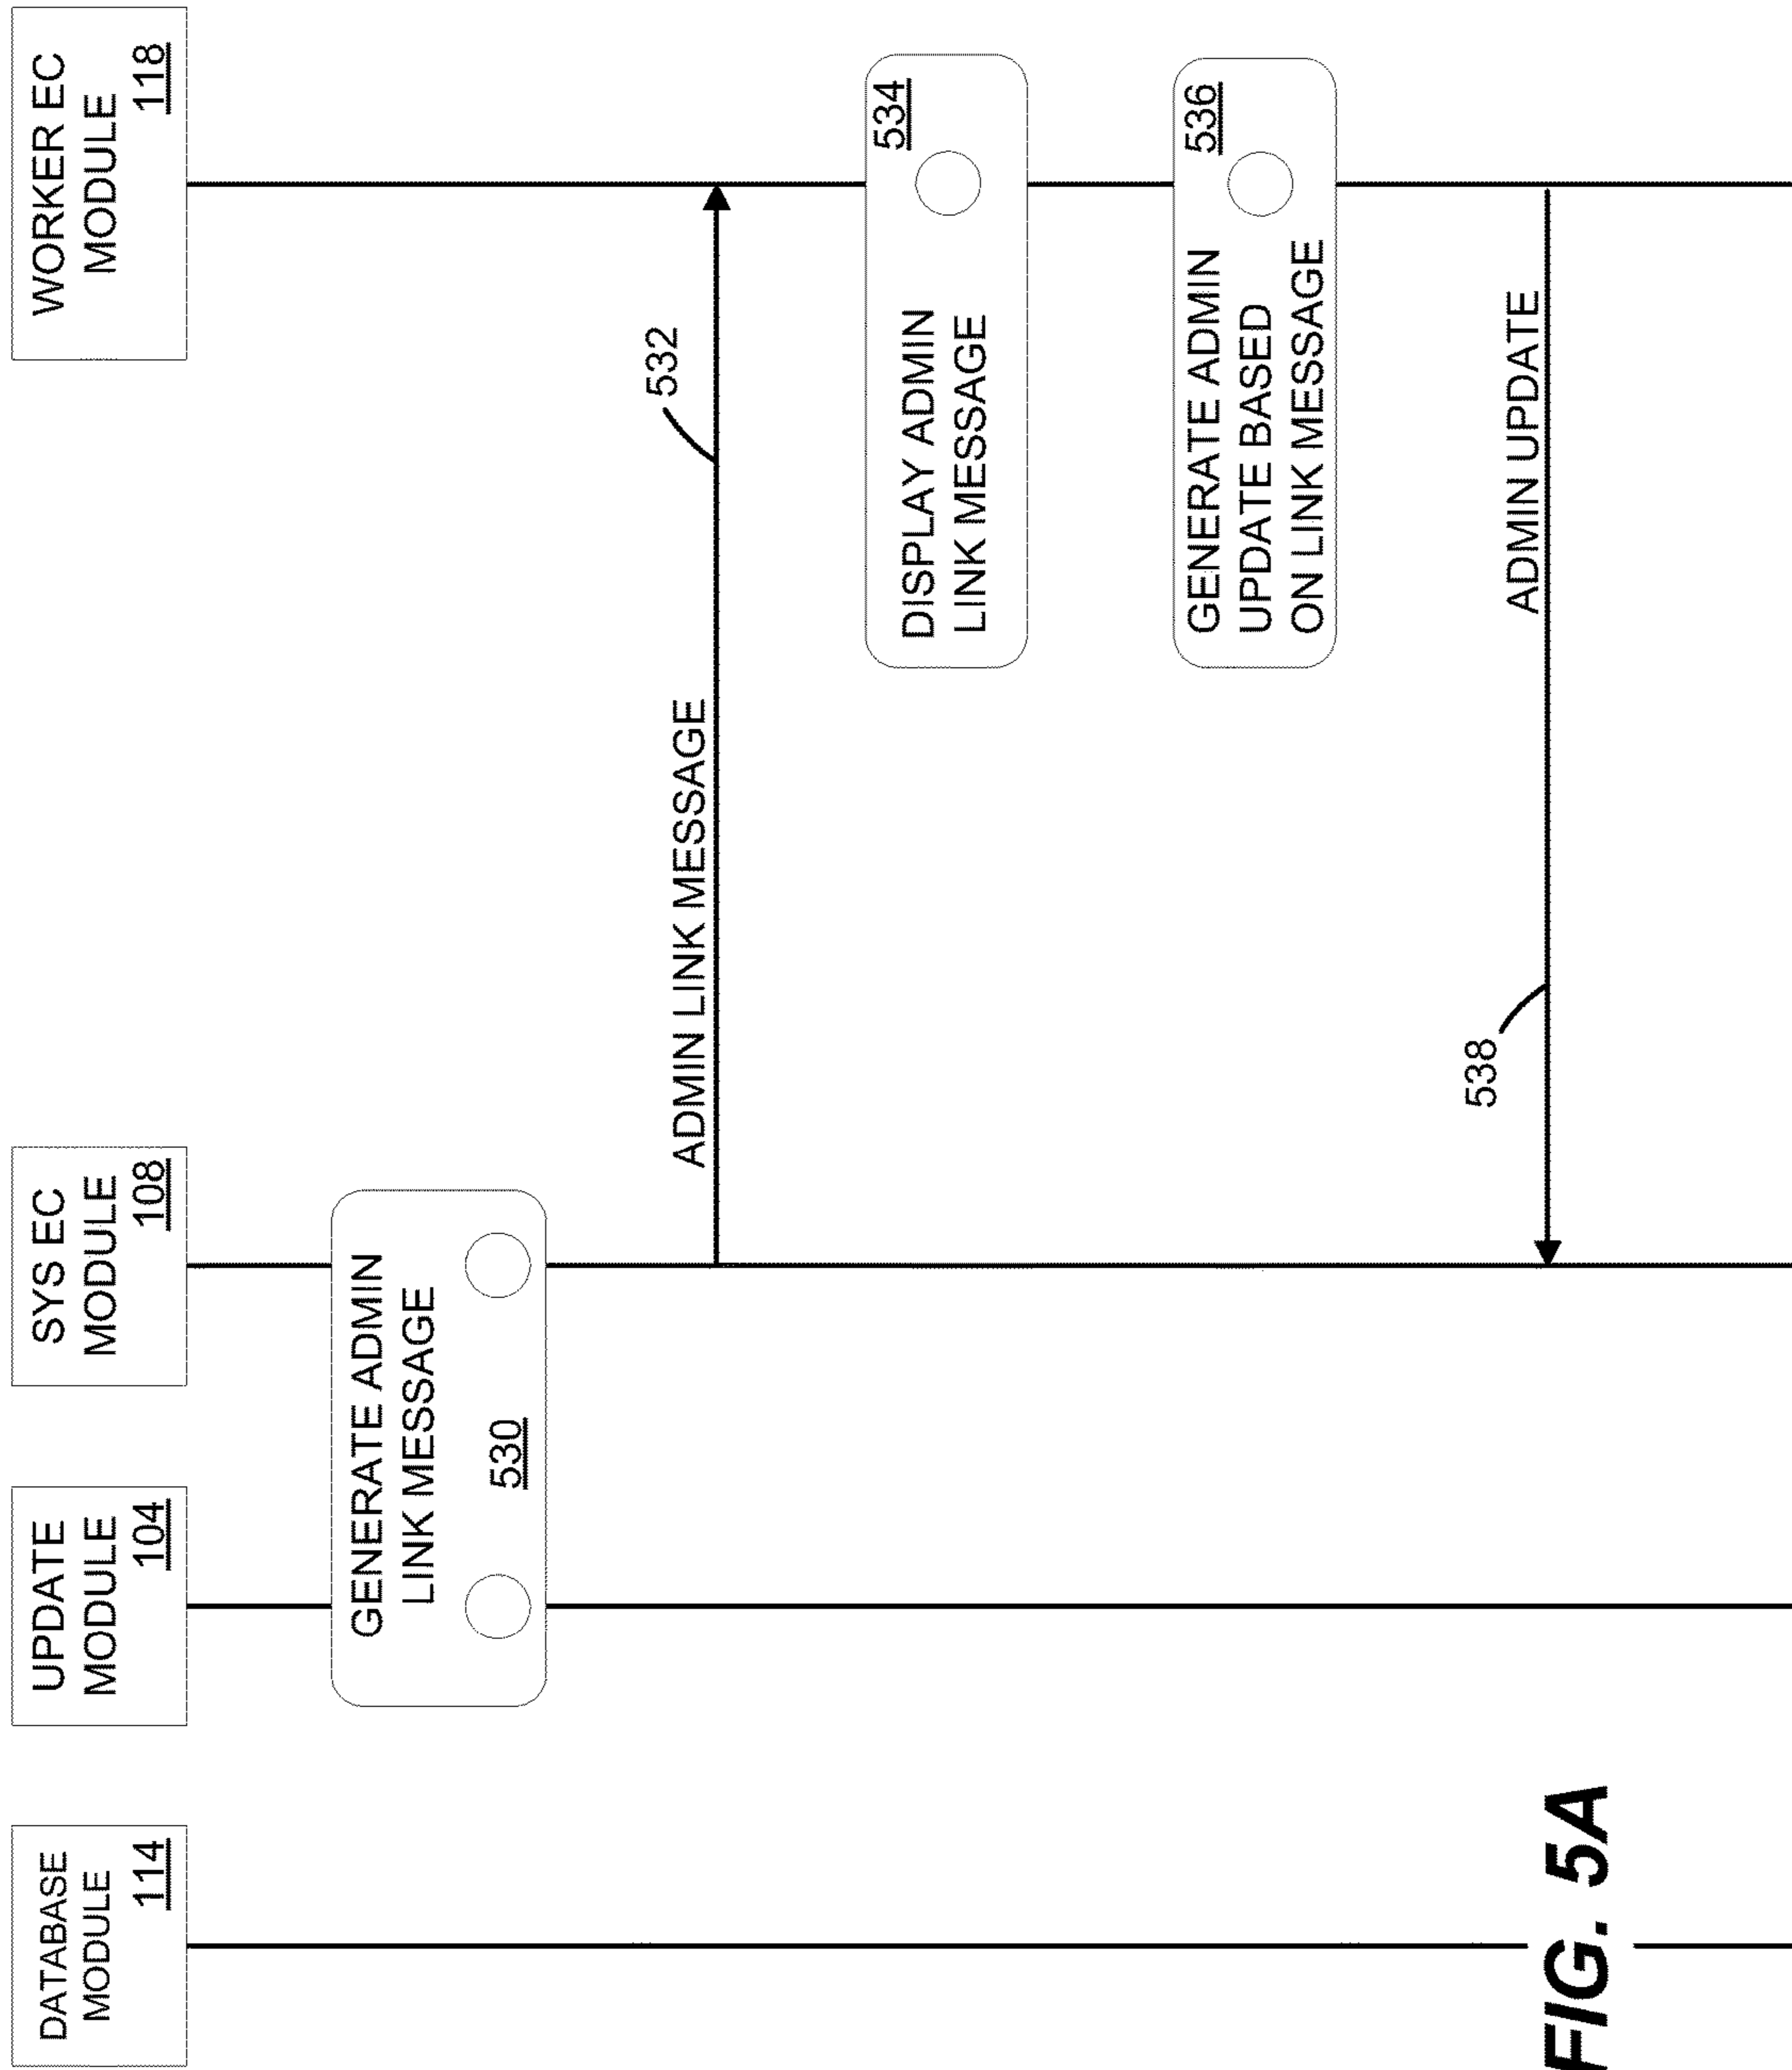 DATABASE
MODULE
114
UPDATE
MODULE
104
SYS EC
MODULE
108
WORKER EC
MODULE
118
GENERATE ADMIN
LINK MESSAGE
530
ADMIN LINK MESSAGE
532
DISPLAY ADMIN
LINK MESSAGE
534
GENERATE ADMIN
UPDATE BASED
ON LINK MESSAGE
536
538
ADMIN UPDATE
FIG. 5A